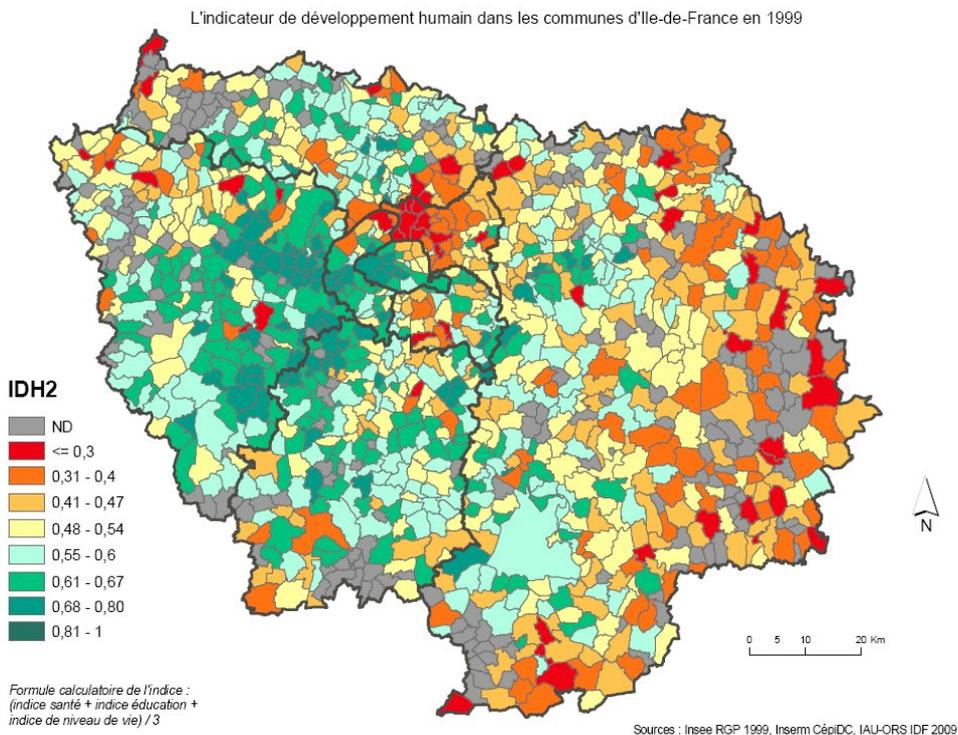 L'indicateur de développement humain dans les communes d'Ile-de-France en 1999
IDH2
ND
<= 0,3
0,31 - 0,4
0,41 - 0,47
0,48 - 0,54
0,55 - 0,6
0,61 - 0,67
0,68 - 0,80
0,81 - 1
N
0 5 10 20 Km
Formule calculatoire de l'indice :
(indice santé + indice éducation +
indice de niveau de vie) / 3
Sources : Insee RGP 1999, Inserm CépiDC, IAU-ORS IDF 2009